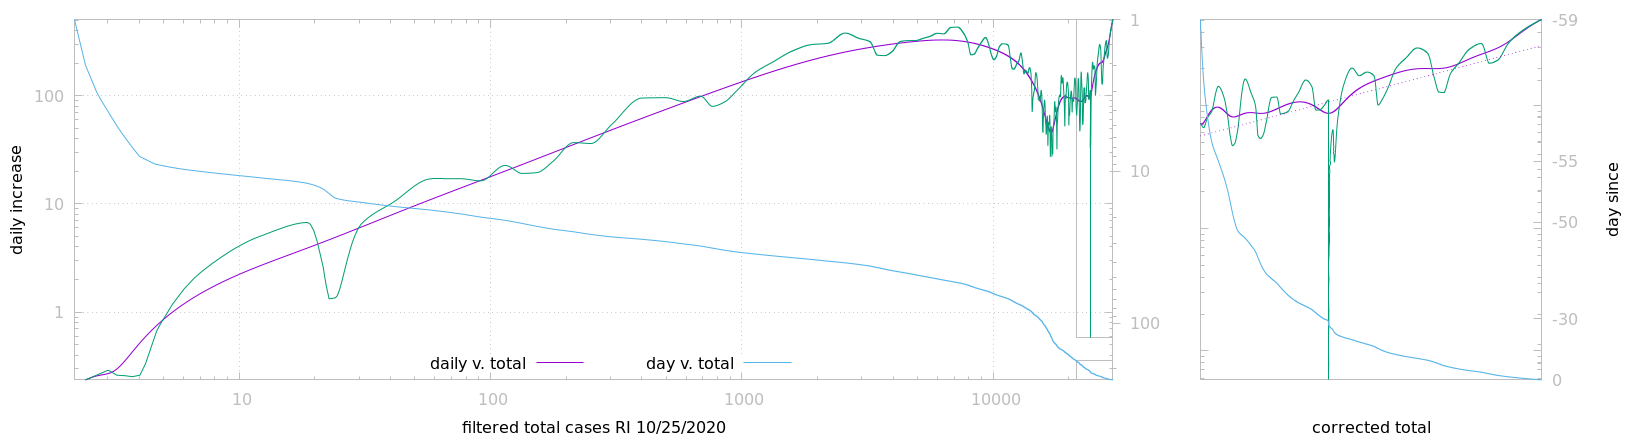 daily increase
100
10
1
10
100
1000
10000
1
10
100
daily v. total
day v. total
filtered total cases RI 10/25/2020
-59
-55
-50
-30
0
day since
corrected total